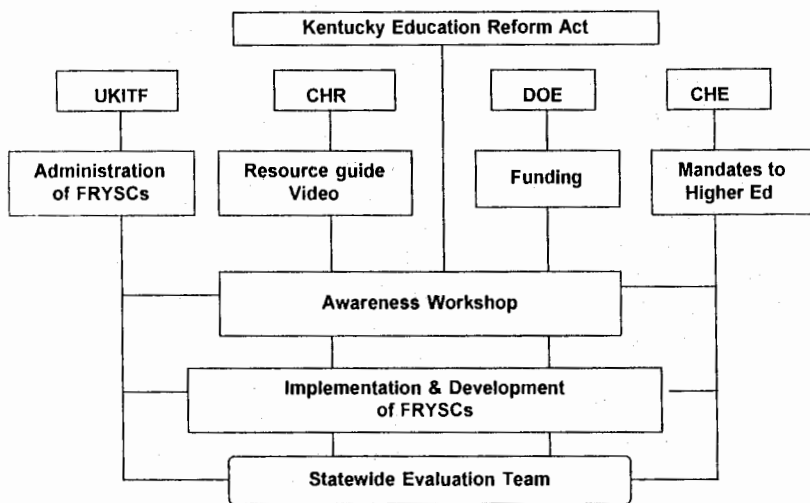 Kentucky Education Reform Act
UKITF
CHR
DOE
CHE
Administration
of FRYSCs
Resource guide
Video
Funding
Mandates to
Higher Ed
Awareness Workshop
Implementation & Development
of FRYSCs
Statewide Evaluation Team